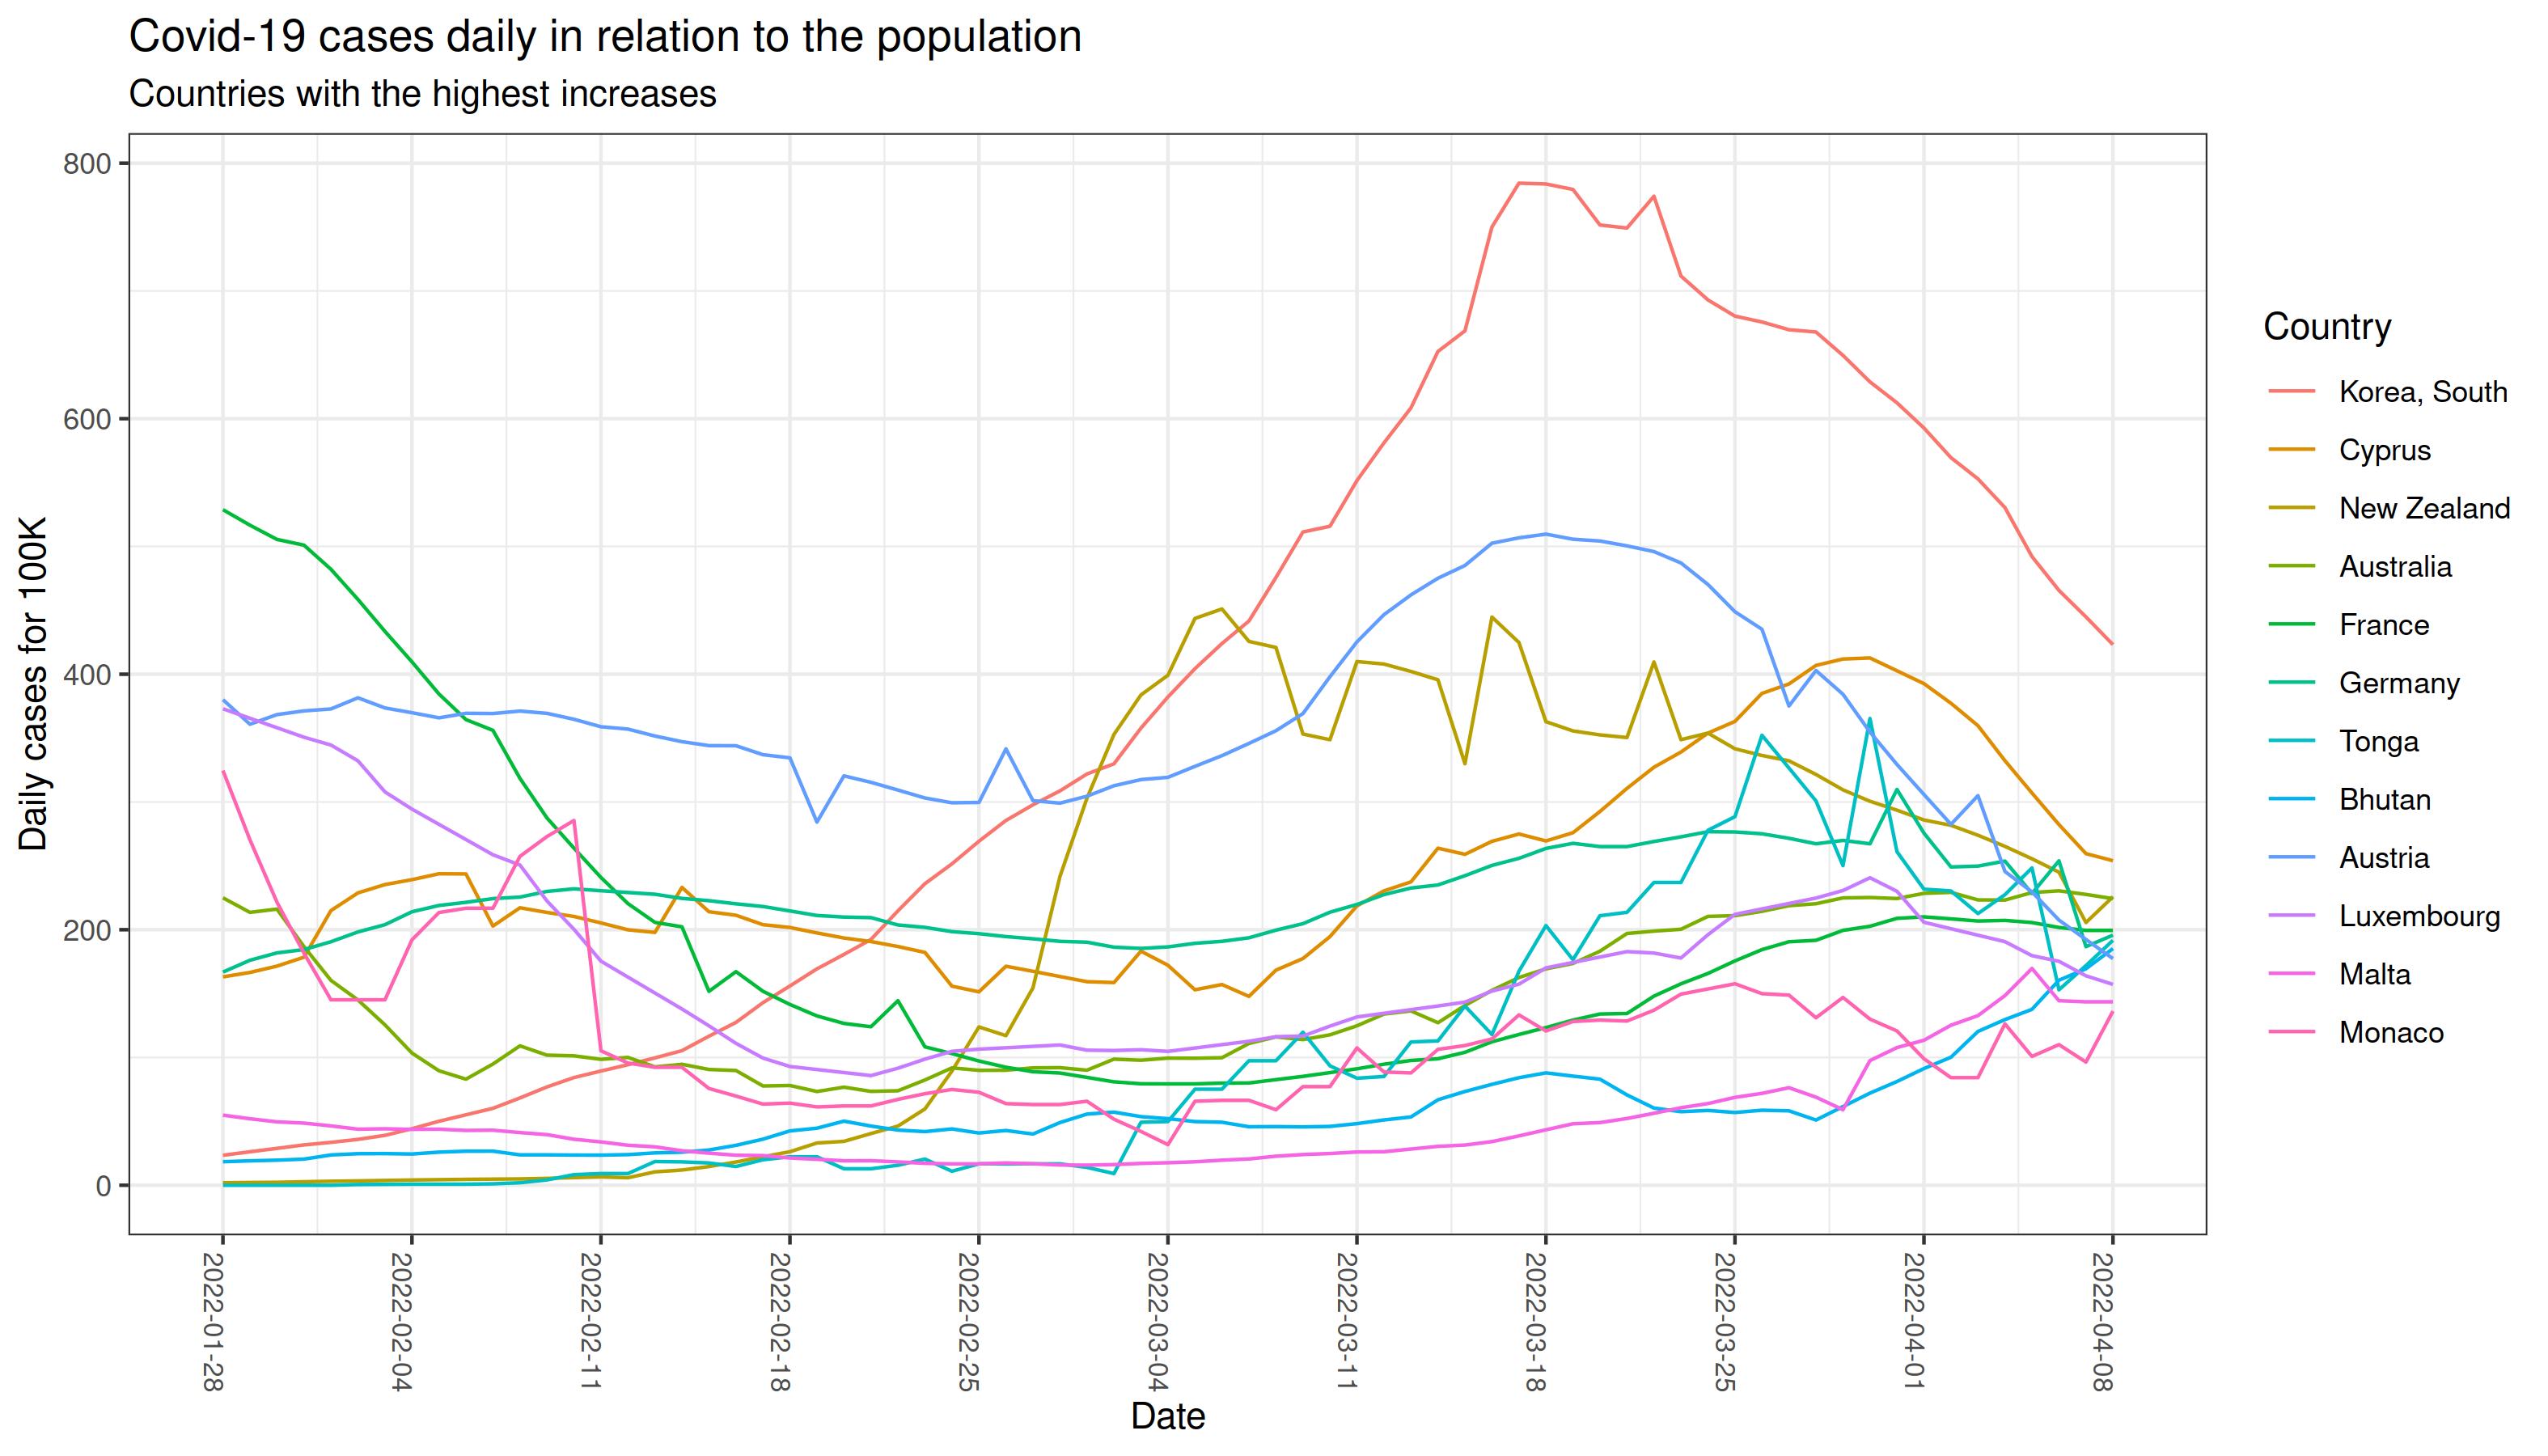 Covid-19 cases daily in relation to the population
Countries with the highest increases
Daily cases for 100K
800
600
400
200
0
2022-01-28
2022-02-04
2022-02-11
2022-02-18
2022-02-25
2022-03-04
2022-03-11
2022-03-18
2022-03-25
2022-04-01
2022-04-08
Date
Country
Korea, South
Cyprus
New Zealand
Australia
France
Germany
Tonga
Bhutan
Austria
Luxembourg
Malta
Monaco